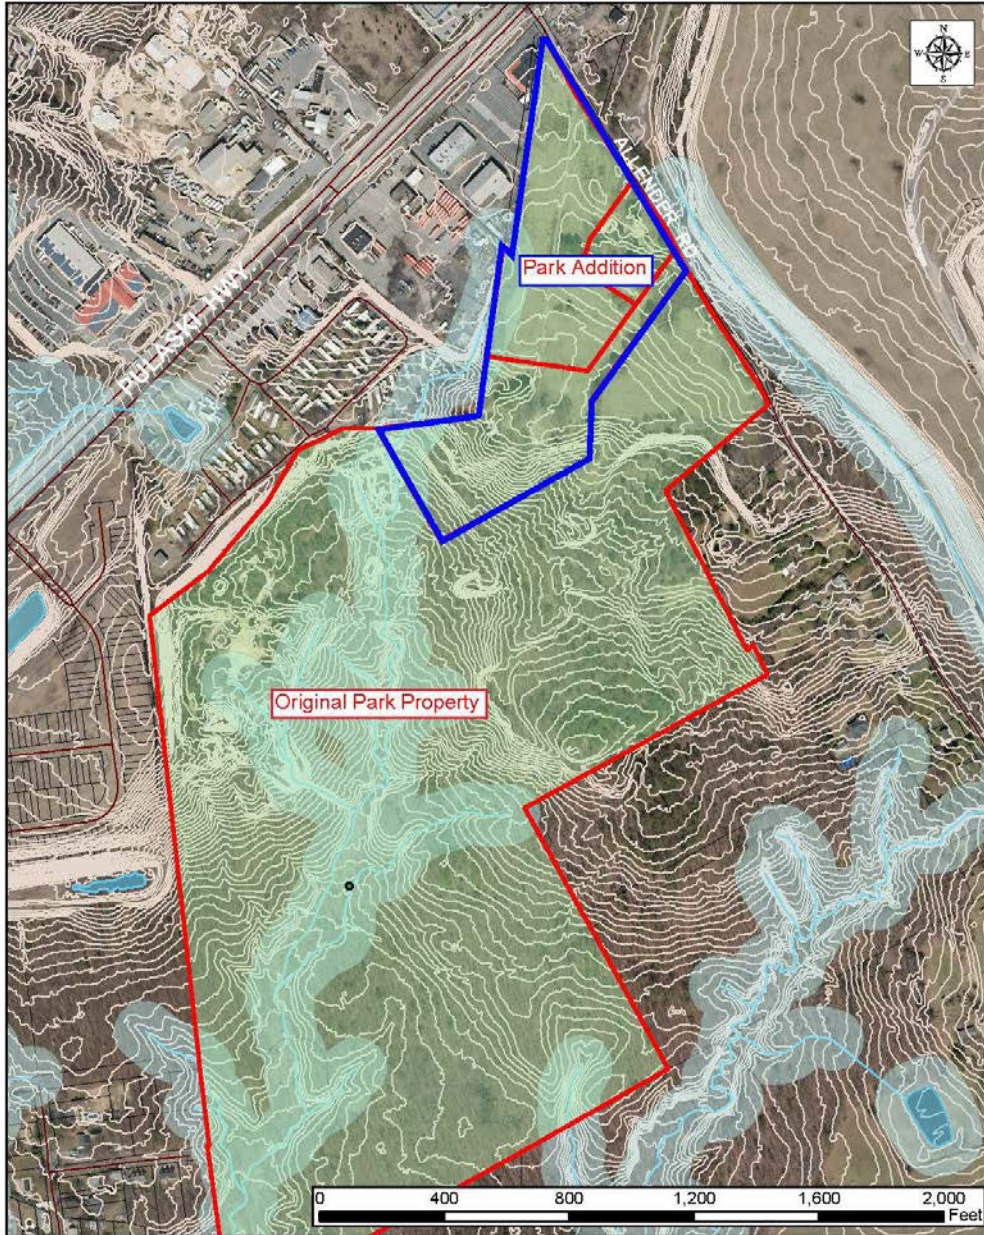 N
W E
S
ALLENDER RD
Park Addition
PULASKI HWY
Original Park Property
0 400 800 1,200 1,600 2,000
Feet